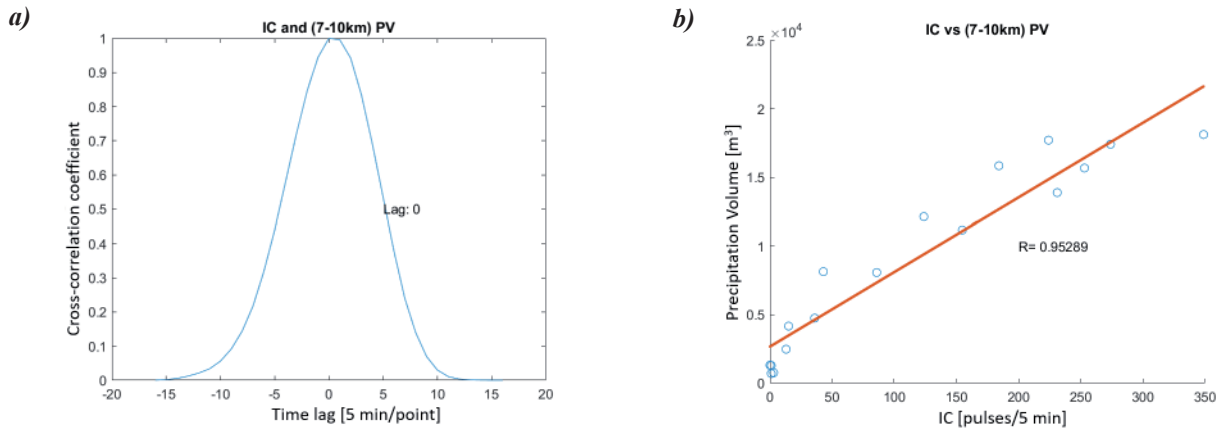 a)
IC and (7-10km) PV
1
0.9
0.8
0.7
0.6
0.5
0.4
0.3
0.2
0.1
0
Cross-correlation coefficient
Lag: 0
-20 -15 -10 -5 0 5 10 15 20
Time lag [5 min/point]
b)
IC vs (7-10km) PV
×10⁴
2.5
2
1.5
1
0.5
0
Precipitation Volume [m³]
R= 0.95289
0 50 100 150 200 250 300 350
IC [pulses/5 min]